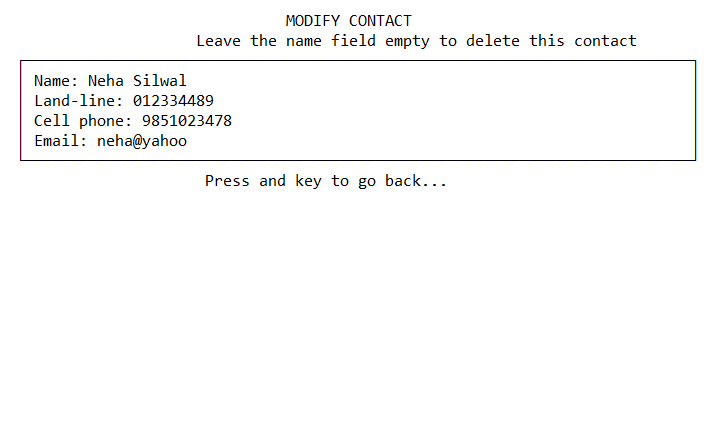 MODIFY CONTACT
Leave the name field empty to delete this contact
Name: Neha Silwal
Land-line: 012334489
Cell phone: 9851023478
Email: neha@yahoo
Press and key to go back...